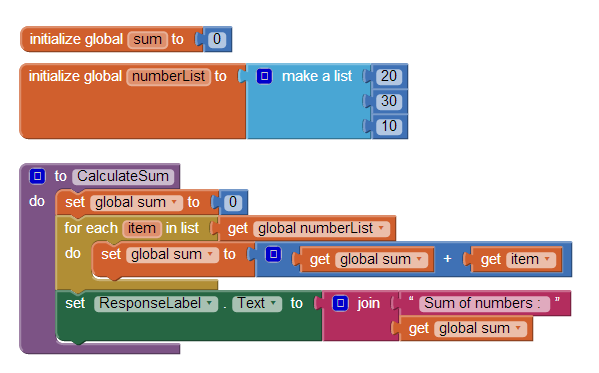 initialize global sum to 0
initialize global numberList to make a list 20
30
10
to CalculateSum
do set global sum to 0
for each item in list get global numberList
do set global sum to get global sum + get item
set ResponseLabel . Text to join “ Sum of numbers : ”
get global sum